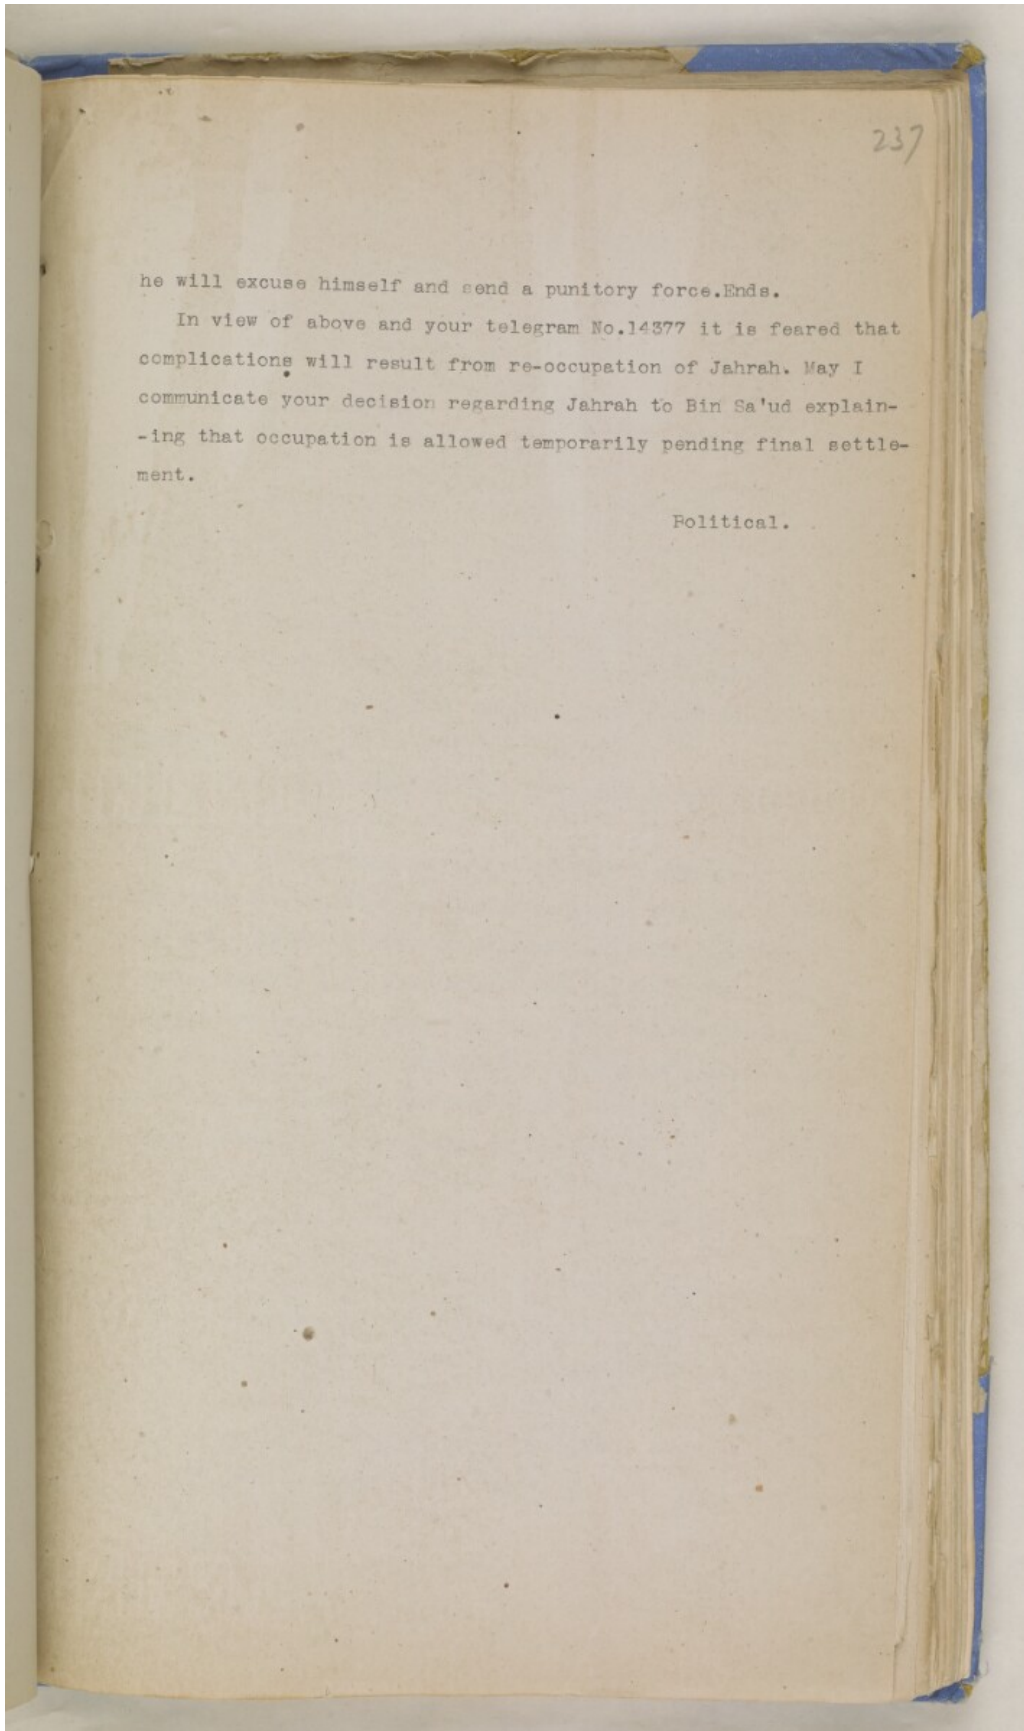 237
he will excuse himself and send a punitory force.Ends.
In view of above and your telegram No.14377 it is feared that
complications will result from re-occupation of Jahrah. May I
communicate your decision regarding Jahrah to Bin Sa'ud explain-
-ing that occupation is allowed temporarily pending final settle-
ment.
Political.